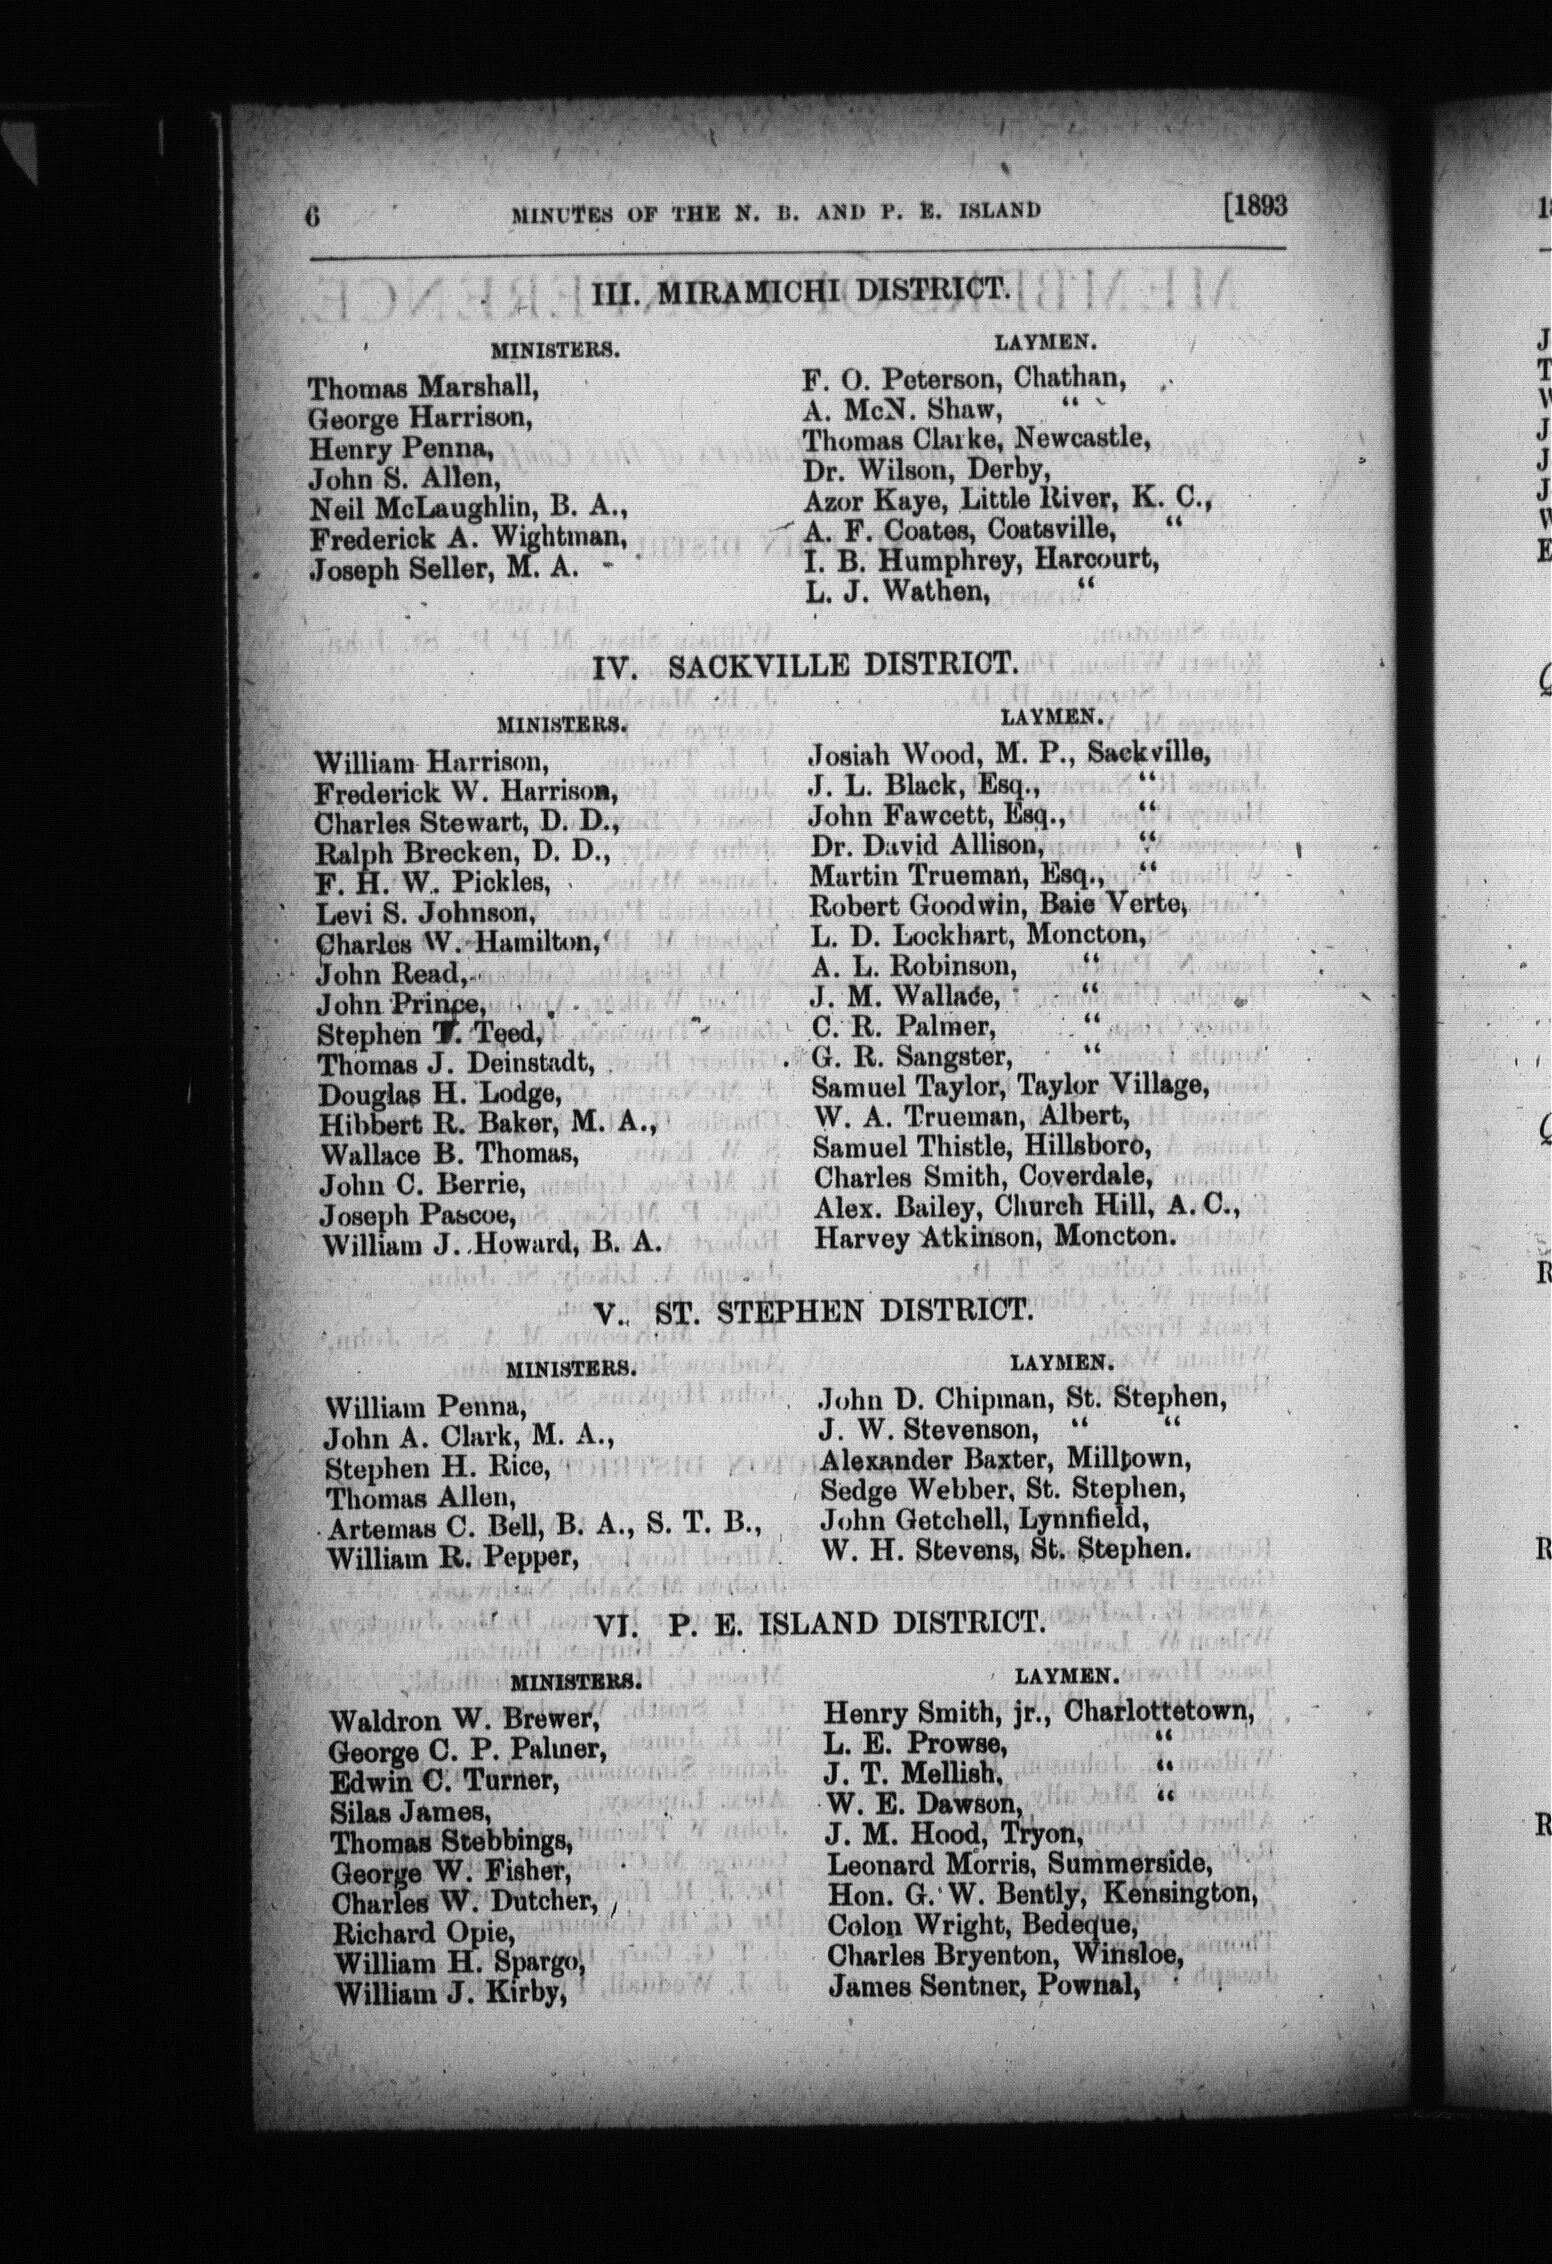 6 MINUTES OF THE N. B. AND P. E. ISLAND [1893
III. MIRAMICHI DISTRICT.
MINISTERS.
Thomas Marshall,
George Harrison,
Henry Penna,
John S. Allen,
Neil McLaughlin, B. A.,
Frederick A. Wightman,
Joseph Seller, M. A.
LAYMEN.
F. O. Peterson, Chathan,
A. McN. Shaw, "
Thomas Clarke, Newcastle,
Dr. Wilson, Derby,
Azor Kaye, Little River, K. C.,
A. F. Coates, Coatsville, "
I. B. Humphrey, Harcourt,
L. J. Wathen, "
IV. SACKVILLE DISTRICT.
MINISTERS.
William Harrison,
Frederick W. Harrison,
Charles Stewart, D. D.,
Ralph Brecken, D. D.,
F. H. W. Pickles,
Levi S. Johnson,
Charles W. Hamilton,
John Read,
John Prince,
Stephen T. Teed,
Thomas J. Deinstadt,
Douglas H. Lodge,
Hibbert R. Baker, M. A.,
Wallace B. Thomas,
John C. Berrie,
Joseph Pascoe,
William J. Howard, B. A.
LAYMEN.
Josiah Wood, M. P., Sackville,
J. L. Black, Esq., "
John Fawcett, Esq., "
Dr. David Allison, "
Martin Trueman, Esq., "
Robert Goodwin, Baie Verte,
L. D. Lockhart, Moncton,
A. L. Robinson, "
J. M. Wallace, "
C. R. Palmer, "
G. R. Sangster, "
Samuel Taylor, Taylor Village,
W. A. Trueman, Albert,
Samuel Thistle, Hillsboro,
Charles Smith, Coverdale,
Alex. Bailey, Church Hill, A. C.,
Harvey Atkinson, Moncton.
V. ST. STEPHEN DISTRICT.
MINISTERS.
William Penna,
John A. Clark, M. A.,
Stephen H. Rice,
Thomas Allen,
Artemas C. Bell, B. A., S. T. B.,
William R. Pepper,
LAYMEN.
John D. Chipman, St. Stephen,
J. W. Stevenson, " "
Alexander Baxter, Milltown,
Sedge Webber, St. Stephen,
John Getchell, Lynnfield,
W. H. Stevens, St. Stephen.
VI. P. E. ISLAND DISTRICT.
MINISTERS.
Waldron W. Brewer,
George C. P. Palmer,
Edwin C. Turner,
Silas James,
Thomas Stebbings,
George W. Fisher,
Charles W. Dutcher,
Richard Opie,
William H. Spargo,
William J. Kirby,
LAYMEN.
Henry Smith, jr., Charlottetown,
L. E. Prowse, "
J. T. Mellish, "
W. E. Dawson, "
J. M. Hood, Tryon,
Leonard Morris, Summerside,
Hon. G. W. Bently, Kensington,
Colon Wright, Bedeque,
Charles Bryenton, Winsloe,
James Sentner, Pownal,